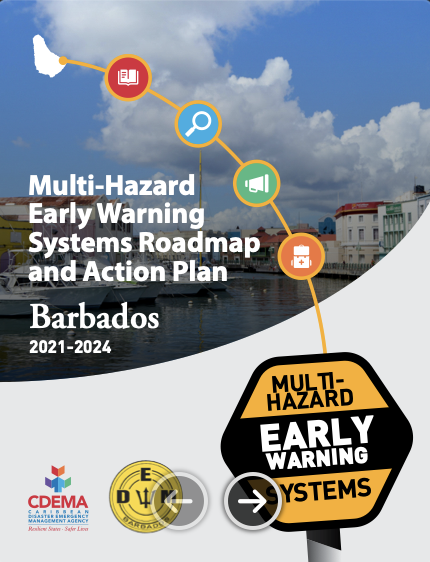 Multi-Hazard
Early Warning
Systems Roadmap
and Action Plan
Barbados
2021-2024
MULTI-
HAZARD
EARLY
WARNING
SYSTEMS
CDEMA
CARIBBEAN
DISASTER EMERGENCY
MANAGEMENT AGENCY
Resilient States - Safer Lives
E
D M
BARBADOS